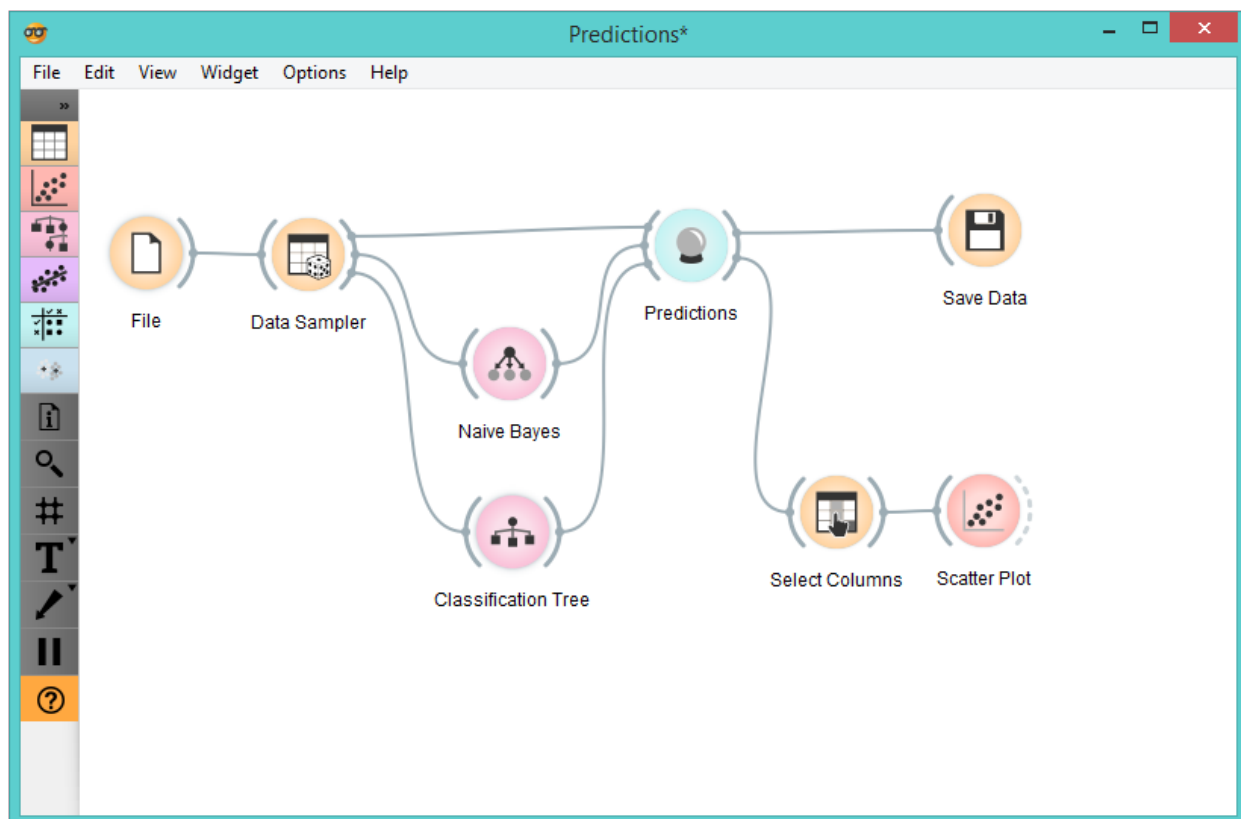 Predictions*
File Edit View Widget Options Help
File
Data Sampler
Naive Bayes
Classification Tree
Predictions
Save Data
Select Columns
Scatter Plot